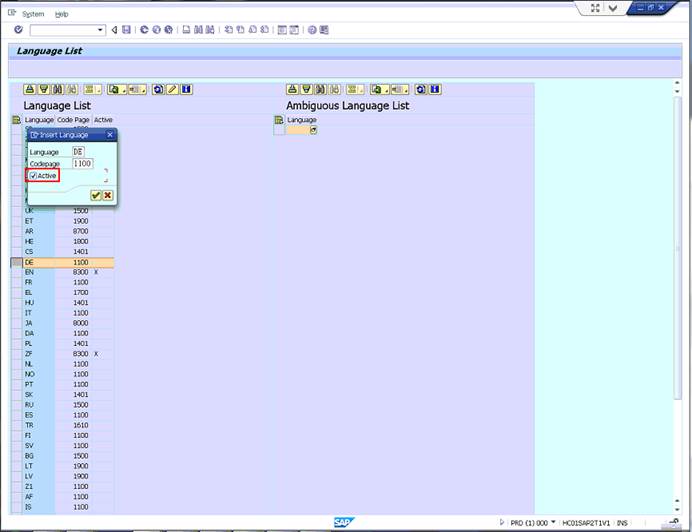 System Help
Language List
Language List
Ambiguous Language List
Language Code Page Active
Language
Insert Language
Language DE
Codepage 1100
Active
UK 1500
ET 1900
AR 8700
HE 1800
CS 1401
DE 1100
EN 8300 X
FR 1100
EL 1700
HU 1401
IT 1100
JA 8000
DA 1100
PL 1401
ZF 8300 X
NL 1100
NO 1100
PT 1100
SK 1401
RU 1500
ES 1100
TR 1610
FI 1100
SV 1100
BG 1500
LT 1900
LV 1900
Z1 1100
AF 1100
IS 1100
SAP
PRD (1) 000 HC01SAP2T1V1 INS